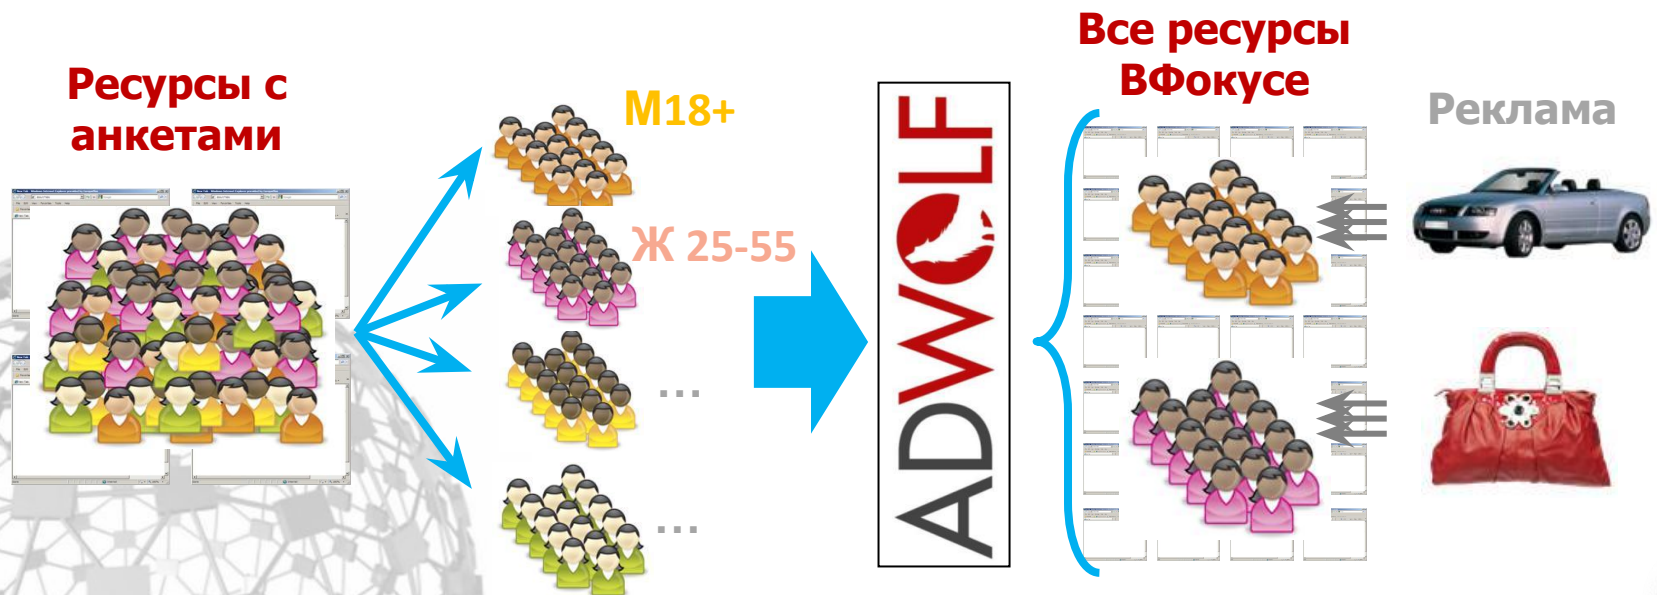 Ресурсы с
анкетами
М18+
Ж 25-55
...
...
ADWOLF
Все ресурсы
ВФокусе
Реклама